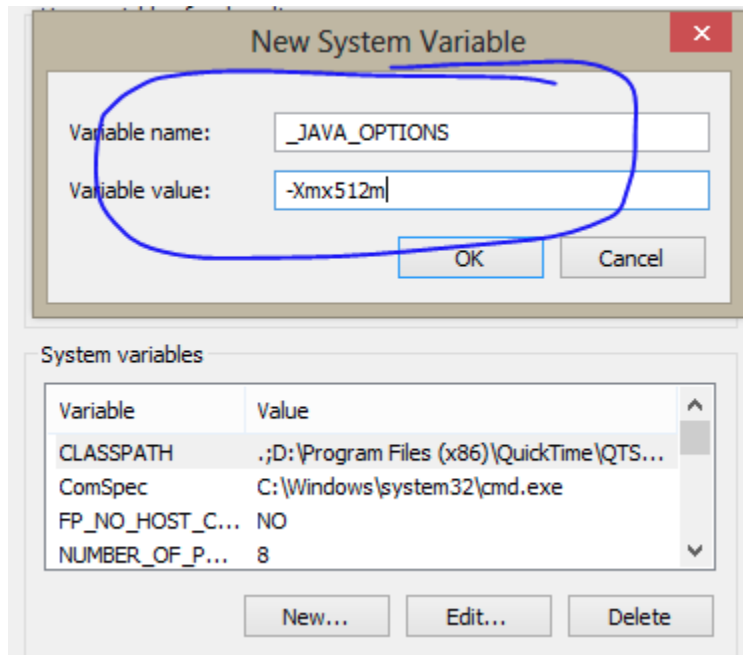 New System Variable
Variable name: _JAVA_OPTIONS
Variable value: -Xmx512m
OK Cancel
System variables
Variable Value
CLASSPATH .;D:\Program Files (x86)\QuickTime\QTS...
ComSpec C:\Windows\system32\cmd.exe
FP_NO_HOST_C... NO
NUMBER_OF_P... 8
New... Edit... Delete